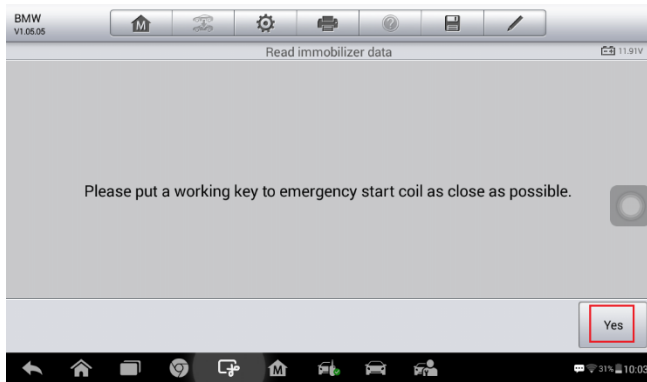 BMW
V1.05.05
M
Read immobilizer data
11.91V
Please put a working key to emergency start coil as close as possible.
Yes
M
31%
10:03